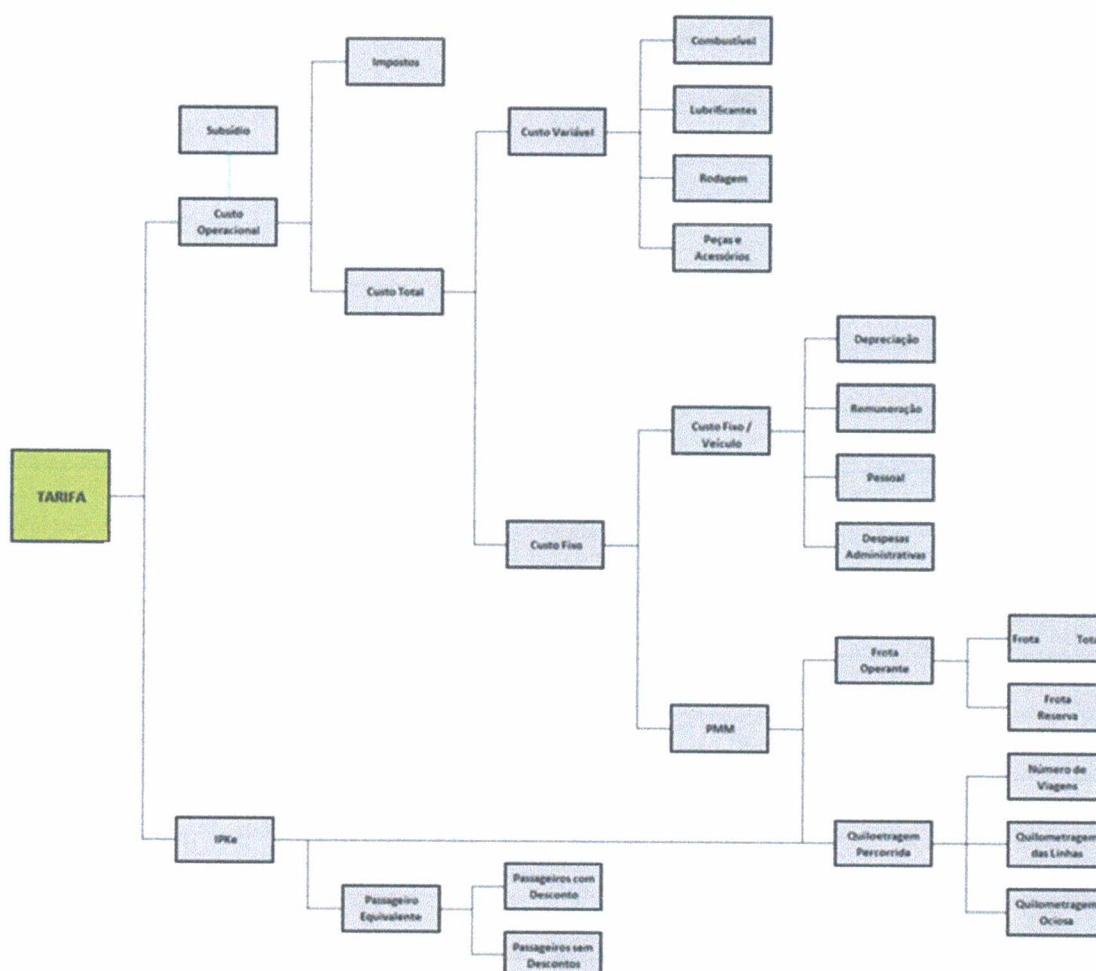 Combustível
Impostos
Lubrificantes
Subsídio
Custo Variável
Rodagem
Custo
Operacional
Peças e
Acessórios
Custo Total
Depreciação
Remuneração
Custo Fixo /
Veículo
Pessoal
TARIFA
Custo Fixo
Despesas
Administrativas
Frota Tota
Frota
Operante
Frota
Reserva
PMM
Número de
Viagens
IPKe
Quiloetragem
Percorrida
Quilometragem
das Linhas
Passageiros com
Desconto
Passageiro
Equivalente
Quilometragem
Ociosa
Passageiros sem
Descontos